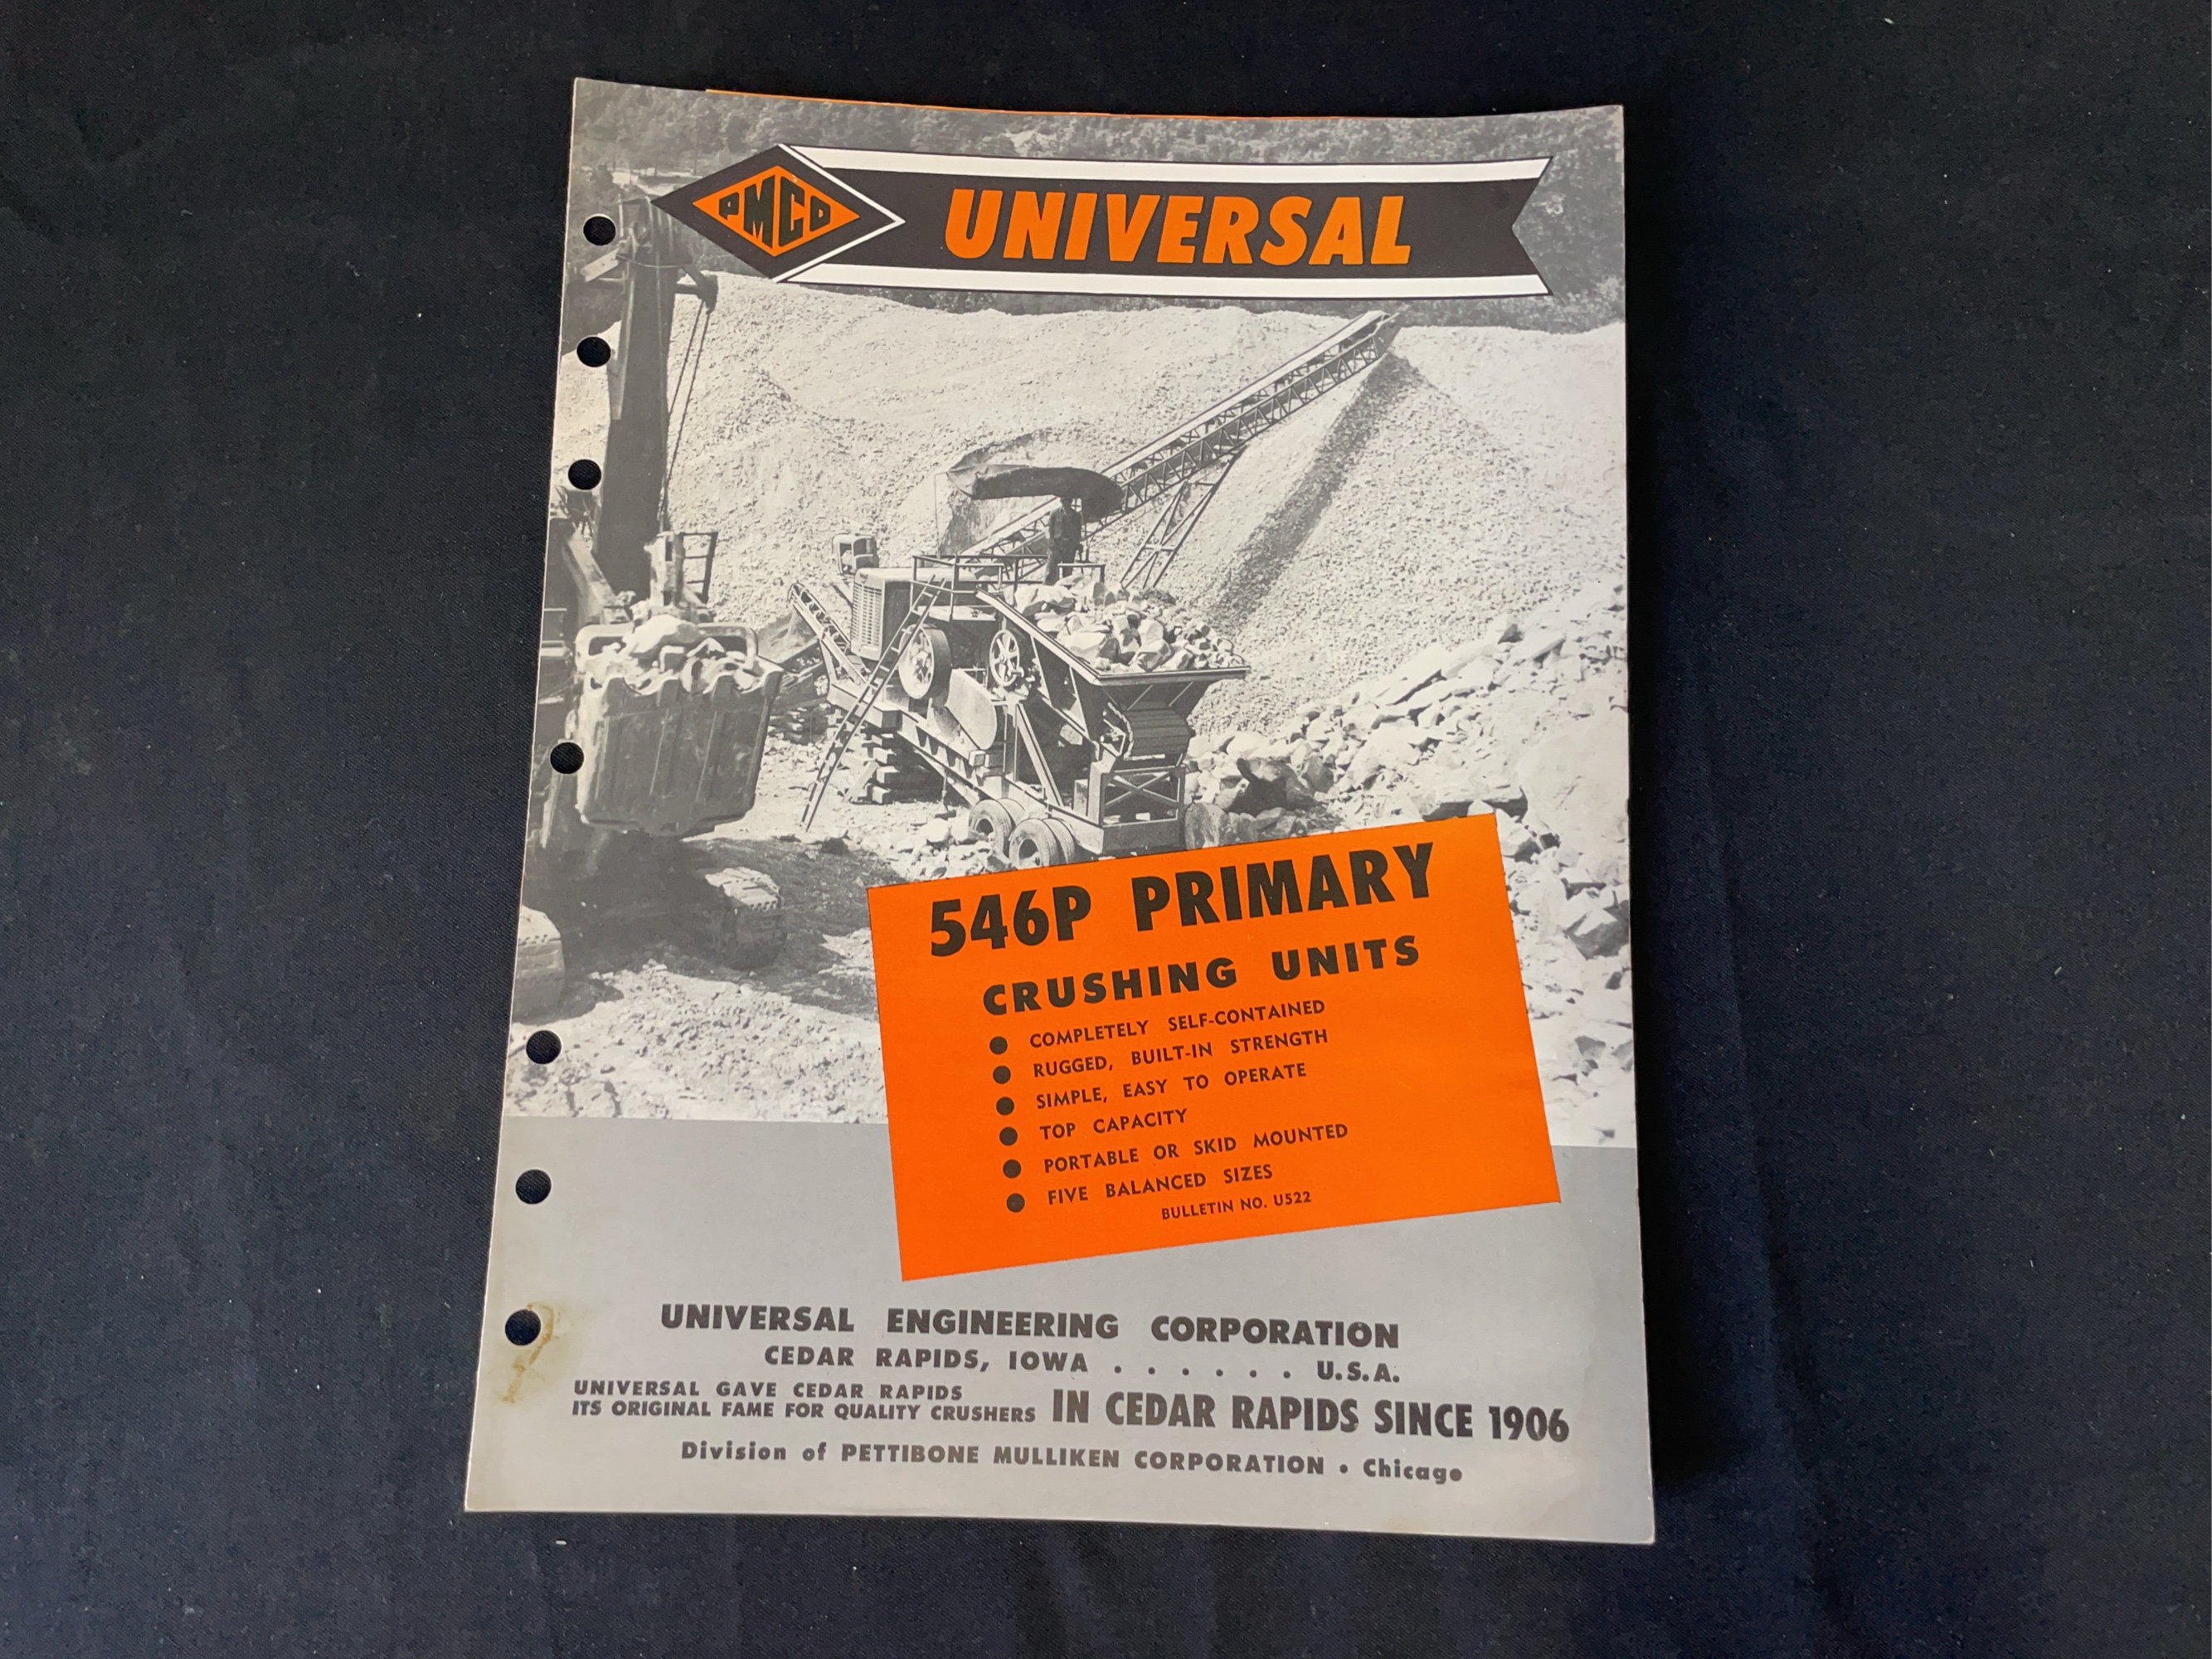 PMCO
UNIVERSAL
546P PRIMARY
CRUSHING UNITS
● COMPLETELY SELF-CONTAINED
● RUGGED, BUILT-IN STRENGTH
● SIMPLE, EASY TO OPERATE
● TOP CAPACITY
● PORTABLE OR SKID MOUNTED
● FIVE BALANCED SIZES
BULLETIN NO. U522
UNIVERSAL ENGINEERING CORPORATION
CEDAR RAPIDS, IOWA . . . . . . U.S.A.
UNIVERSAL GAVE CEDAR RAPIDS
ITS ORIGINAL FAME FOR QUALITY CRUSHERS
IN CEDAR RAPIDS SINCE 1906
Division of PETTIBONE MULLIKEN CORPORATION • Chicago